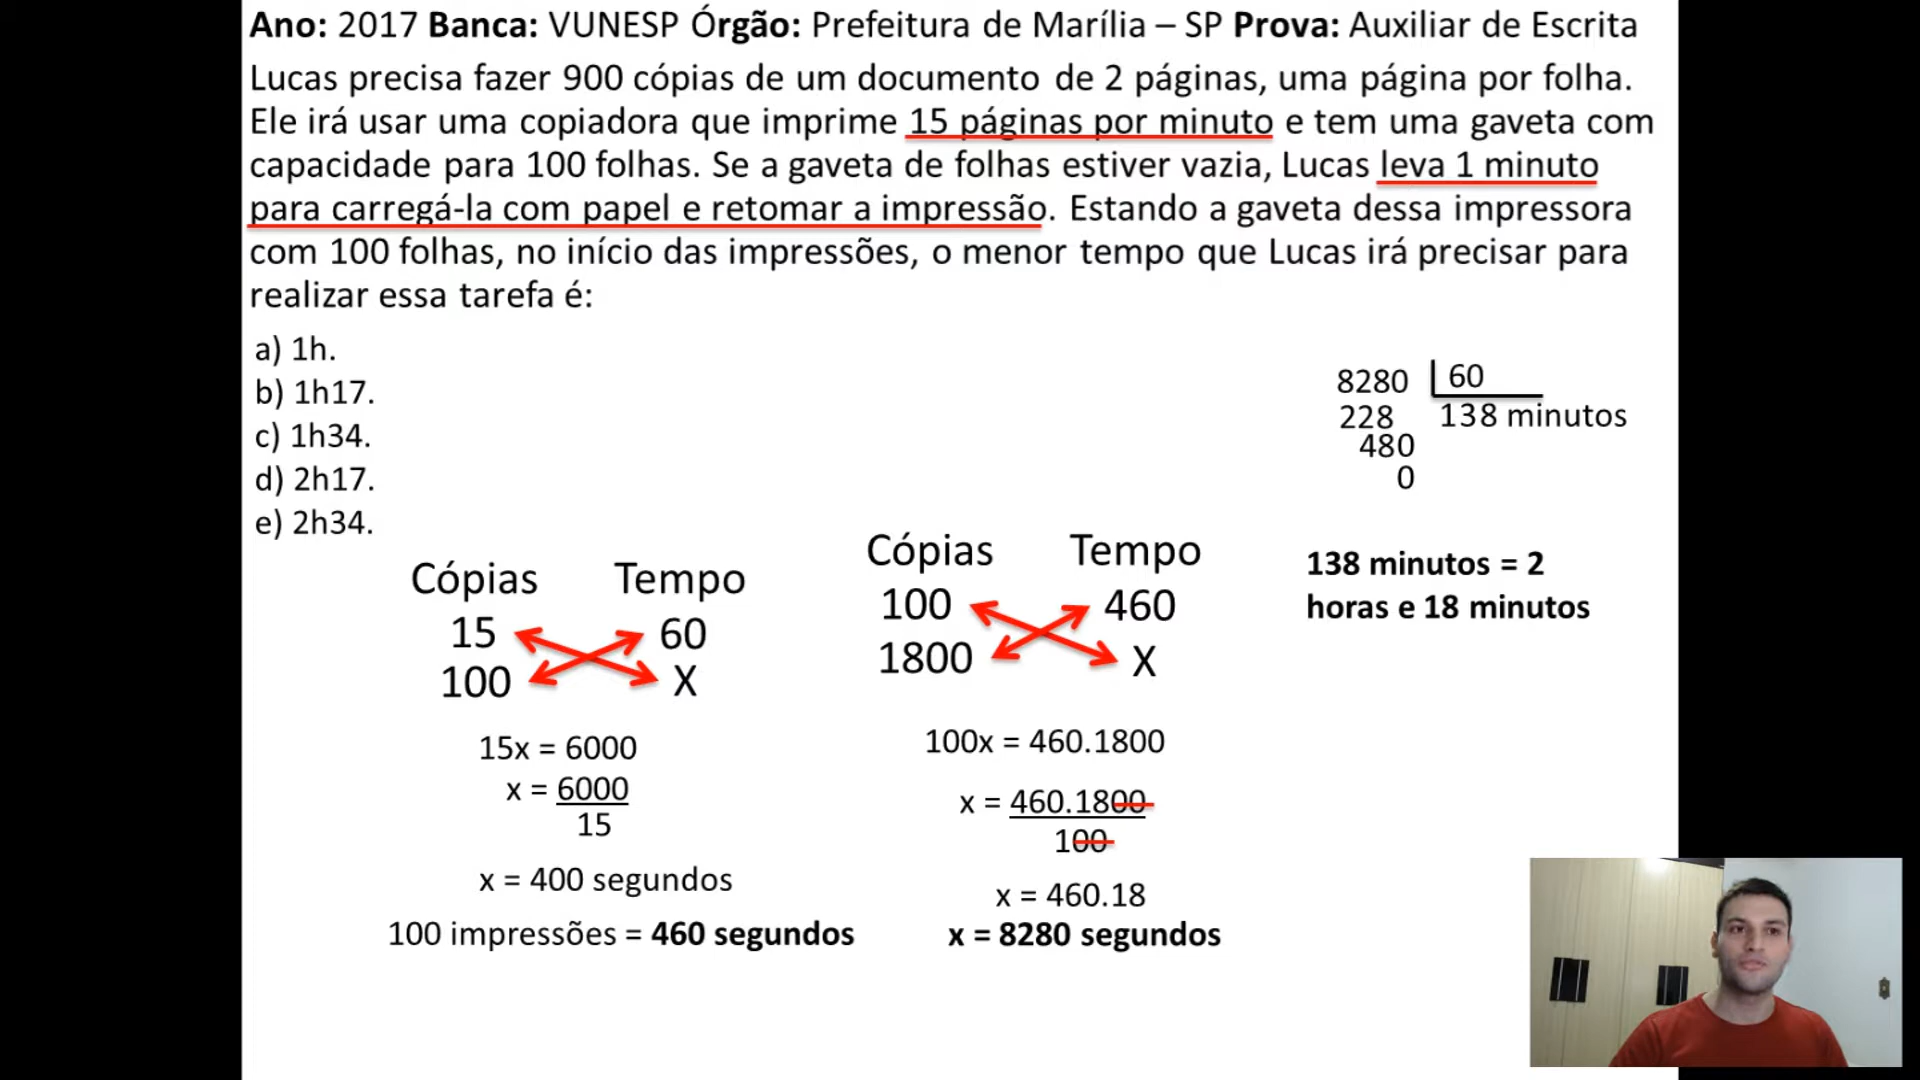 Ano: 2017 Banca: VUNESP Órgão: Prefeitura de Marília – SP Prova: Auxiliar de Escrita
Lucas precisa fazer 900 cópias de um documento de 2 páginas, uma página por folha.
Ele irá usar uma copiadora que imprime 15 páginas por minuto e tem uma gaveta com
capacidade para 100 folhas. Se a gaveta de folhas estiver vazia, Lucas leva 1 minuto
para carregá-la com papel e retomar a impressão. Estando a gaveta dessa impressora
com 100 folhas, no início das impressões, o menor tempo que Lucas irá precisar para
realizar essa tarefa é:
a) 1h.
b) 1h17.
c) 1h34.
d) 2h17.
e) 2h34.
Cópias Tempo
15 60
100 X
15x = 6000
x = 6000
15
x = 400 segundos
100 impressões = 460 segundos
Cópias Tempo
100 460
1800 X
100x = 460.1800
x = 460.1800
100
x = 460.18
x = 8280 segundos
8280 60
228 138 minutos
480
0
138 minutos = 2
horas e 18 minutos